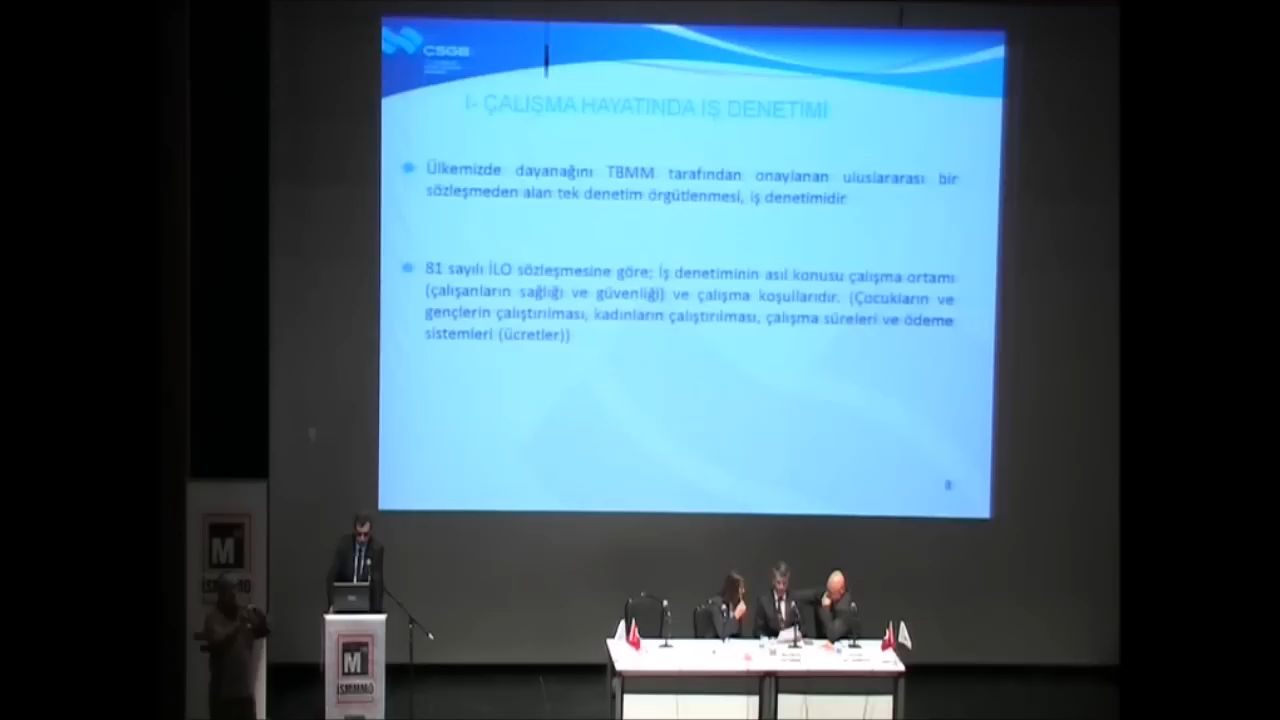 ÇSGB
I- ÇALIŞMA HAYATINDA İŞ DENETİMİ
Ülkemizde dayanağını TBMM tarafından onaylanan uluslararası bir
sözleşmeden alan tek denetim örgütlenmesi, iş denetimidir
81 sayılı İLO sözleşmesine göre; İş denetiminin asıl konusu çalışma ortamı
(çalışanların sağlığı ve güvenliği) ve çalışma koşullarıdır. (Çocukların ve
gençlerin çalıştırılması, kadınların çalıştırılması, çalışma süreleri ve ödeme
sistemleri (ücretler))
8
M
İSMMMO
M
İSMMMO